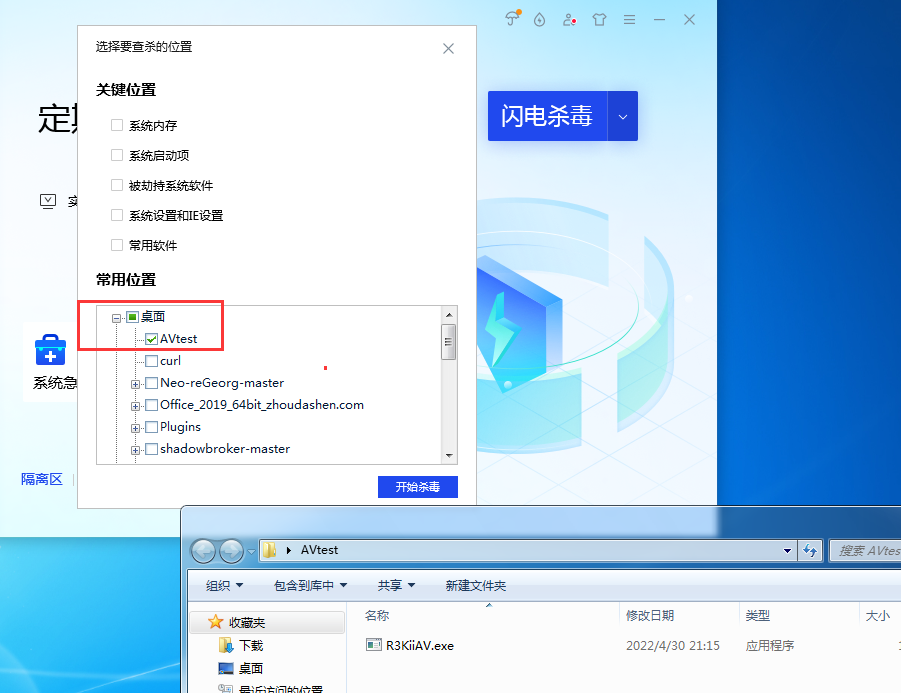 选择要查杀的位置
关键位置
定
闪电杀毒
系统内存
系统启动项
被劫持系统软件
系统设置和IE设置
常用软件
常用位置
桌面
AVtest
curl
Neo-reGeorg-master
Office_2019_64bit_zhoudashen.com
Plugins
shadowbroker-master
系统急
隔离区
开始杀毒
AVtest
搜索 AVtes
组织 包含到库中 共享 新建文件夹
收藏夹
下载
桌面
最近访问的位置
名称 修改日期 类型 大小
R3KiiAV.exe 2022/4/30 21:15 应用程序